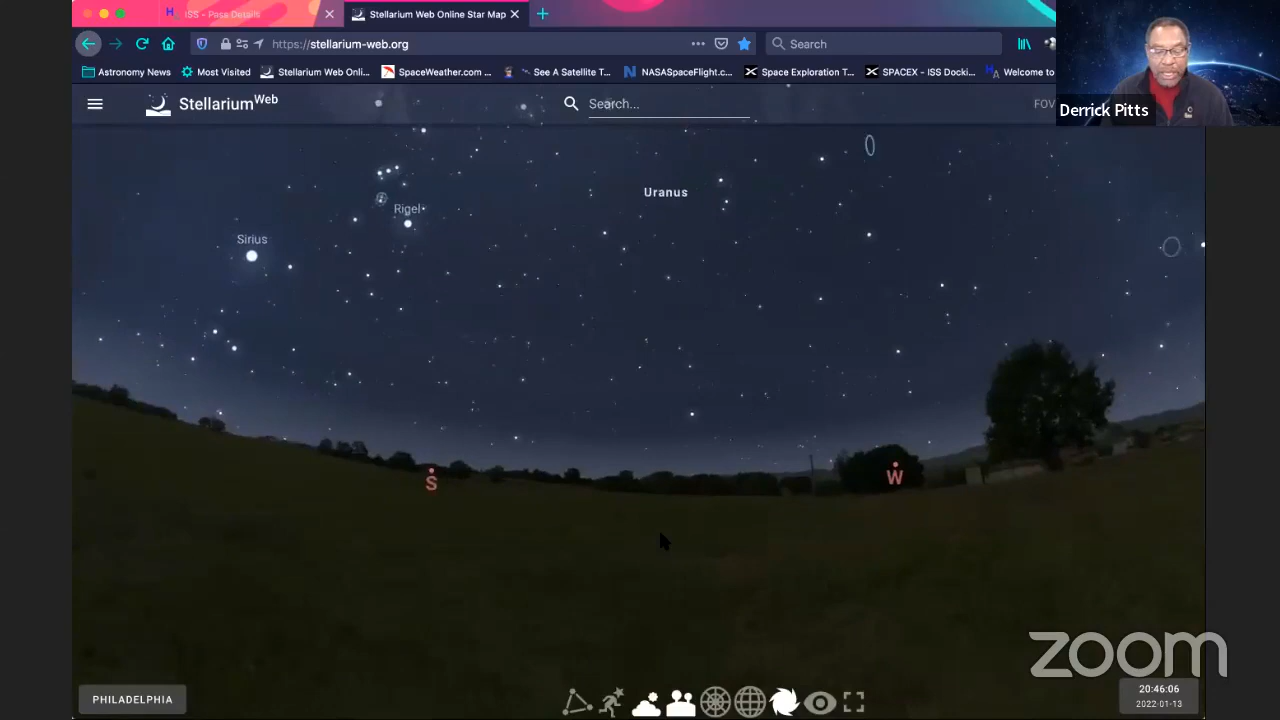 ISS - Pass Details
Stellarium Web Online Star Map
https://stellarium-web.org
Search
Astronomy News
Most Visited
Stellarium Web Onli...
SpaceWeather.com ...
See A Satellite T...
NASASpaceFlight.c...
Space Exploration T...
SPACEX - ISS Docki...
Welcome to
Derrick Pitts
StellariumWeb
Search...
FOV
Uranus
Rigel
Sirius
S
W
zoom
PHILADELPHIA
20:46:06
2022-01-13